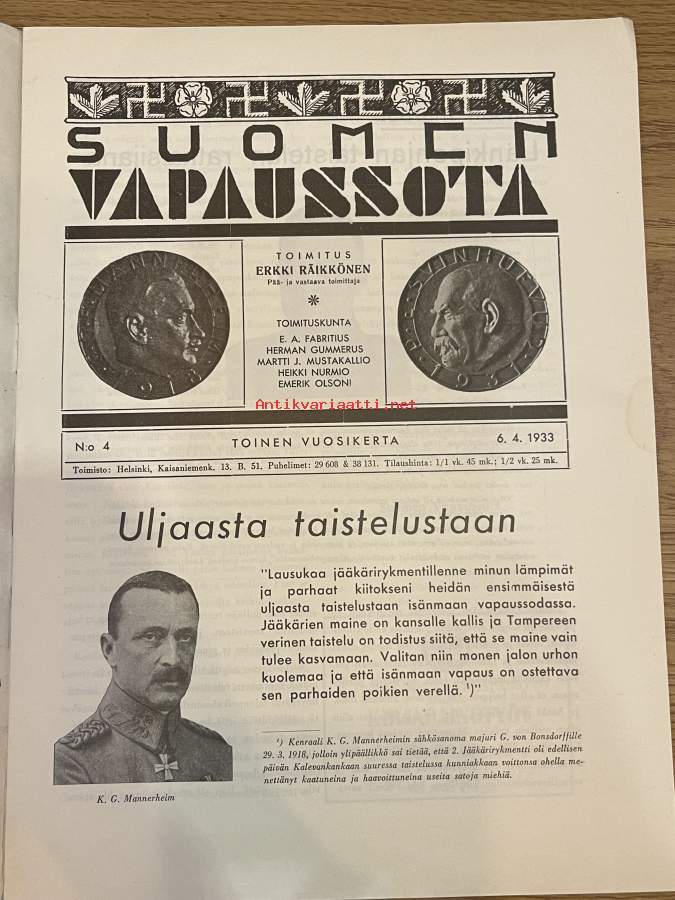 SUOMEN
VAPAUSSOTA
MANNERHEIM
1918
TOIMITUS
ERKKI RÄIKKÖNEN
Pää- ja vastaava toimittaja
*
TOIMITUSKUNTA
E. A. FABRITIUS
HERMAN GUMMERUS
MARTTI J. MUSTAKALLIO
HEIKKI NURMIO
EMERIK OLSONI
P. E. SVINHUFVUD
1931
Antikvariaatti.net
N:o 4 TOINEN VUOSIKERTA 6. 4. 1933
Toimisto: Helsinki, Kaisaniemenk. 13. B. 51. Puhelimet: 29 608 & 38 131. Tilaushinta: 1/1 vk. 45 mk.; 1/2 vk. 25 mk.
Uljaasta taistelustaan
"Lausukaa jääkärirykmentillenne minun lämpimät
ja parhaat kiitokseni heidän ensimmäisestä
uljaasta taistelustaan isänmaan vapaussodassa.
Jääkärien maine on kansalle kallis ja Tampereen
verinen taistelu on todistus siitä, että se maine vain
tulee kasvamaan. Valitan niin monen jalon urhon
kuolemaa ja että isänmaan vapaus on ostettava
sen parhaiden poikien verellä. ¹)"
¹) Kenraali K. G. Mannerheimin sähkösanoma majuri G. von Bonsdorffille
29. 3. 1918, jolloin ylipäällikkö sai tietää, että 2. Jääkärirykmentti oli edellisen
päivän Kalevankankaan suuressa taistelussa kunniakkaan voittonsa ohella me-
nettänyt kaatuneina ja haavoittuneina useita satoja miehiä.
K. G. Mannerheim